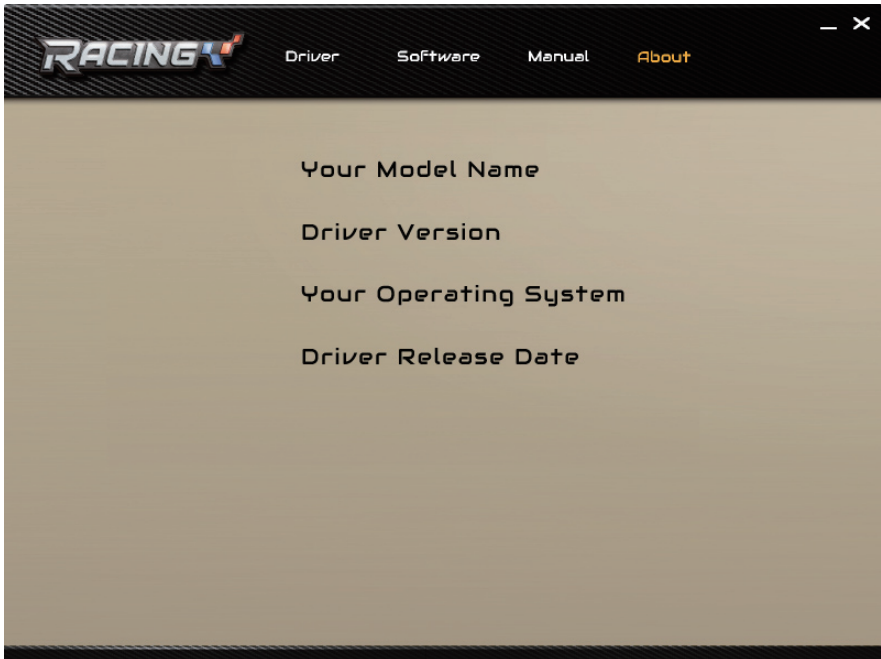 RACING
Driver
Software
Manual
About
Your Model Name
Driver Version
Your Operating System
Driver Release Date